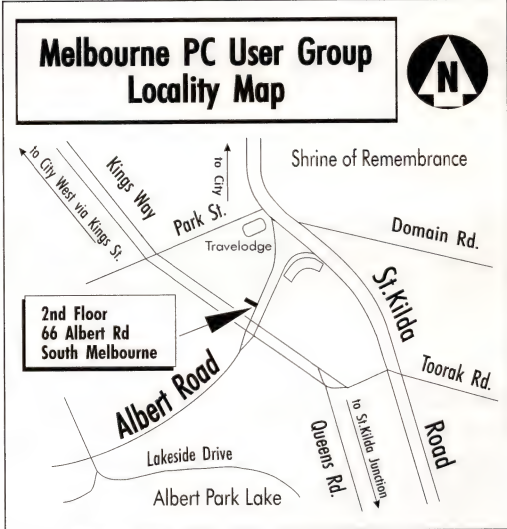 Melbourne PC User Group
Locality Map
N
to City West via Kings St.
Kings Way
to City
Shrine of Remembrance
Park St.
Travelodge
Domain Rd.
St.Kilda
2nd Floor
66 Albert Rd
South Melbourne
Toorak Rd.
Albert Road
Lakeside Drive
Queens Rd.
to St.Kilda Junction
Road
Albert Park Lake